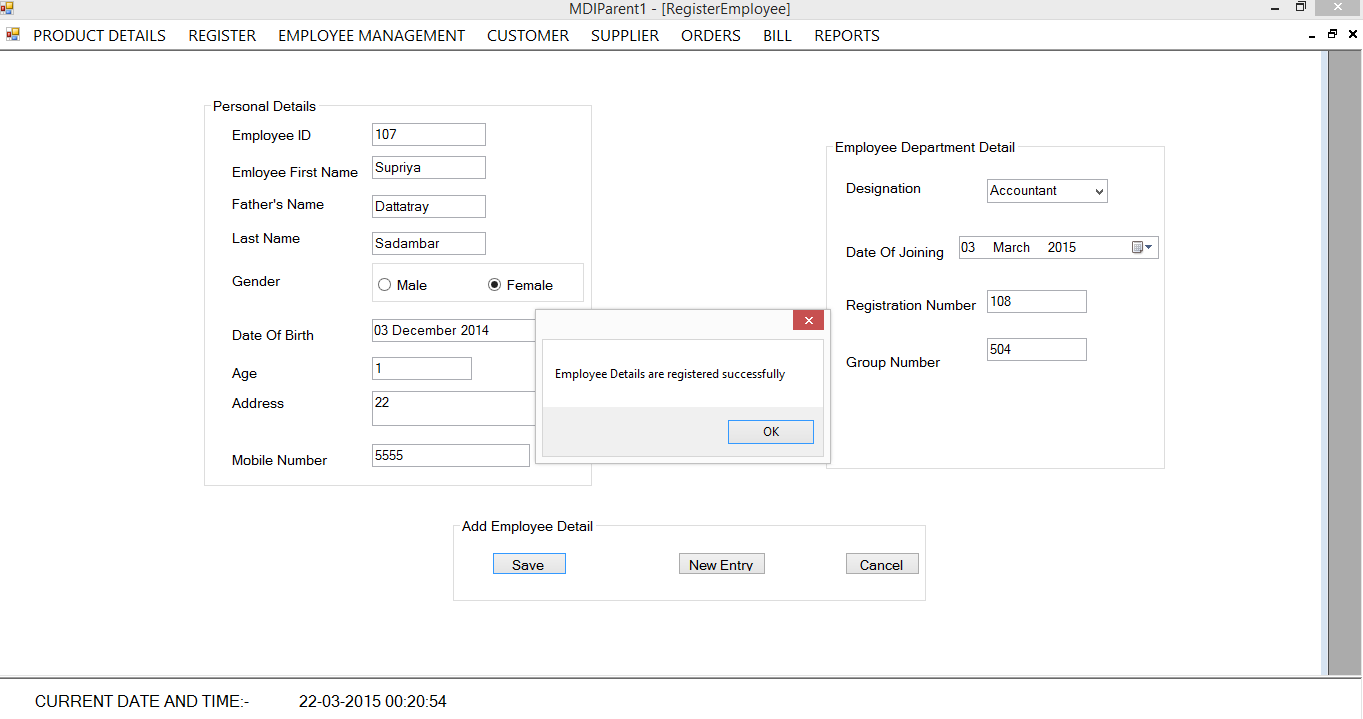 MDIParent1 - [RegisterEmployee]
PRODUCT DETAILS REGISTER EMPLOYEE MANAGEMENT CUSTOMER SUPPLIER ORDERS BILL REPORTS
Personal Details
Employee ID 107
Emloyee First Name Supriya
Father's Name Dattatray
Last Name Sadambar
Gender Male Female
Date Of Birth 03 December 2014
Age 1
Address 22
Mobile Number 5555
Employee Department Detail
Designation Accountant
Date Of Joining 03 March 2015
Registration Number 108
Group Number 504
Employee Details are registered successfully
OK
Add Employee Detail
Save New Entry Cancel
CURRENT DATE AND TIME:- 22-03-2015 00:20:54